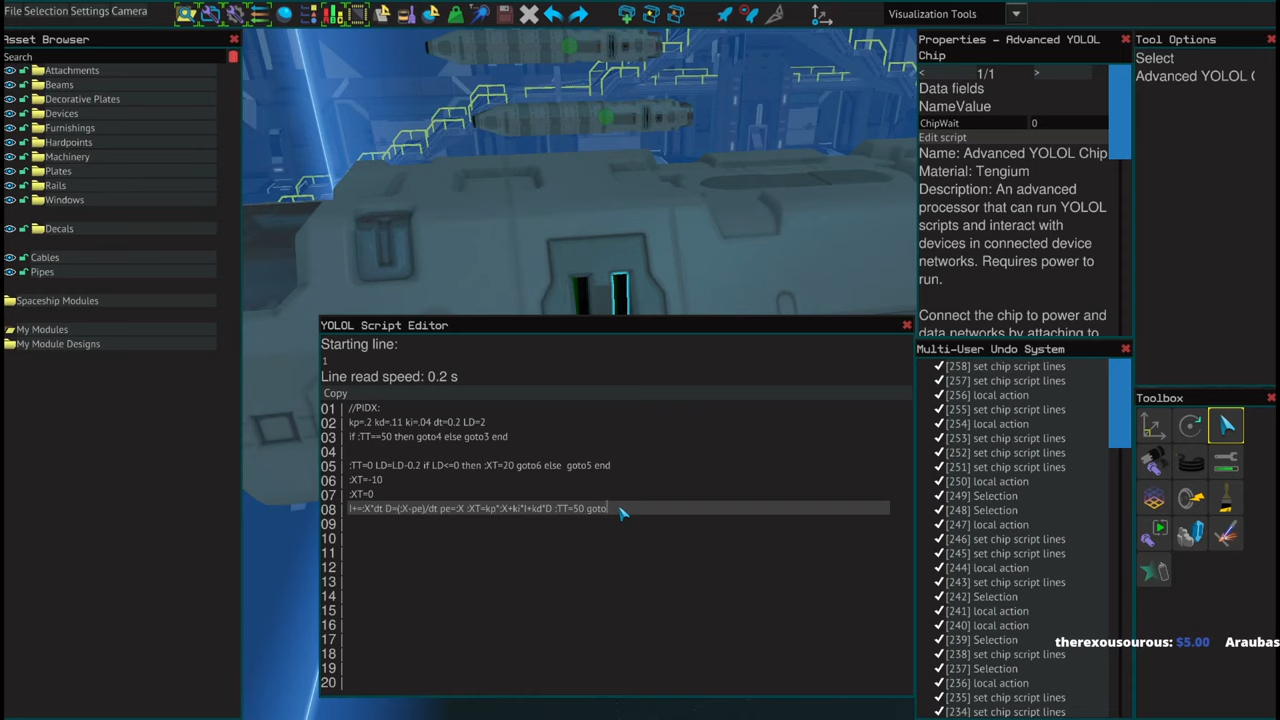 File Selection Settings Camera
Visualization Tools
Asset Browser
Search
Attachments
Beams
Decorative Plates
Devices
Furnishings
Hardpoints
Machinery
Plates
Rails
Windows
Decals
Cables
Pipes
Spaceship Modules
My Modules
My Module Designs
YOLOL Script Editor
Starting line:
1
Line read speed: 0.2 s
Copy
01 //PIDX:
02 kp=.2 kd=.11 ki=.04 dt=0.2 LD=2
03 if :TT==50 then goto4 else goto3 end
04
05 :TT=0 LD=LD-0.2 if LD<=0 then :XT=20 goto6 else  goto5 end
06 :XT=-10
07 :XT=0
08 I+=:X*dt D=(:X-pe)/dt pe=:X :XT=kp*:X+ki*I+kd*D :TT=50 goto
09
10
11
12
13
14
15
16
17
18
19
20
Properties - Advanced YOLOL
Chip
< 1/1 >
Data fields
NameValue
ChipWait 0
Edit script
Name: Advanced YOLOL Chip
Material: Tengium
Description: An advanced
processor that can run YOLOL
scripts and interact with
devices in connected device
networks. Requires power to
run.
Connect the chip to power and
data networks by attaching to
Multi-User Undo System
[258] set chip script lines
[257] set chip script lines
[256] local action
[255] set chip script lines
[254] local action
[253] set chip script lines
[252] set chip script lines
[251] set chip script lines
[250] local action
[249] Selection
[248] Selection
[247] local action
[246] set chip script lines
[245] set chip script lines
[244] local action
[243] set chip script lines
[242] Selection
[241] local action
[240] local action
[239] Selection
[238] set chip script lines
[237] Selection
[236] local action
[235] set chip script lines
[234] set chip script lines
Tool Options
Select
Advanced YOLOL C
Toolbox
therexousourous: $5.00 Araubas